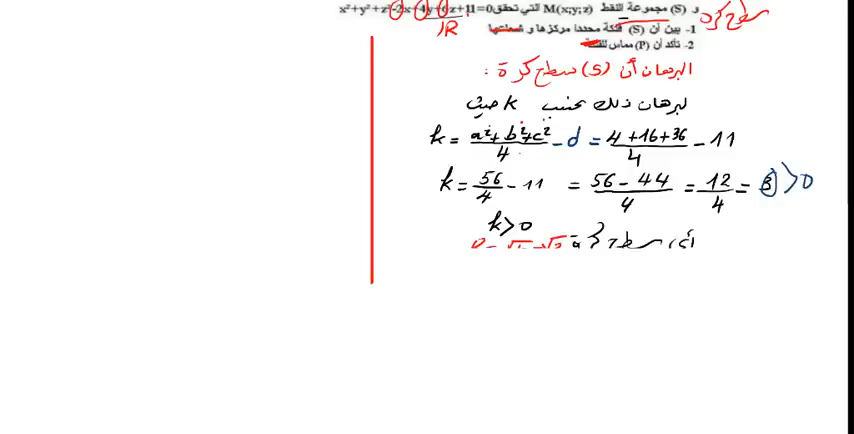 و (S) مجموعة النقط M(x;y;z) التي تحقق x²+y²+z²-2x+4y+6z+11=0 سطح كرة
R
1- بين أن (S) فلكة محددا مركزها و شعاعها
2- تأكد أن (P) مماس للفلكة
البرهان أن (S) سطح كرة :
لبرهان ذلك نحسب k حيث
k = a²+b²+c²/4 - d = 4+16+36/4 - 11
k = 56/4 - 11 = 56-44/4 = 12/4 = 3 > 0
k>0
أي سطح كرة